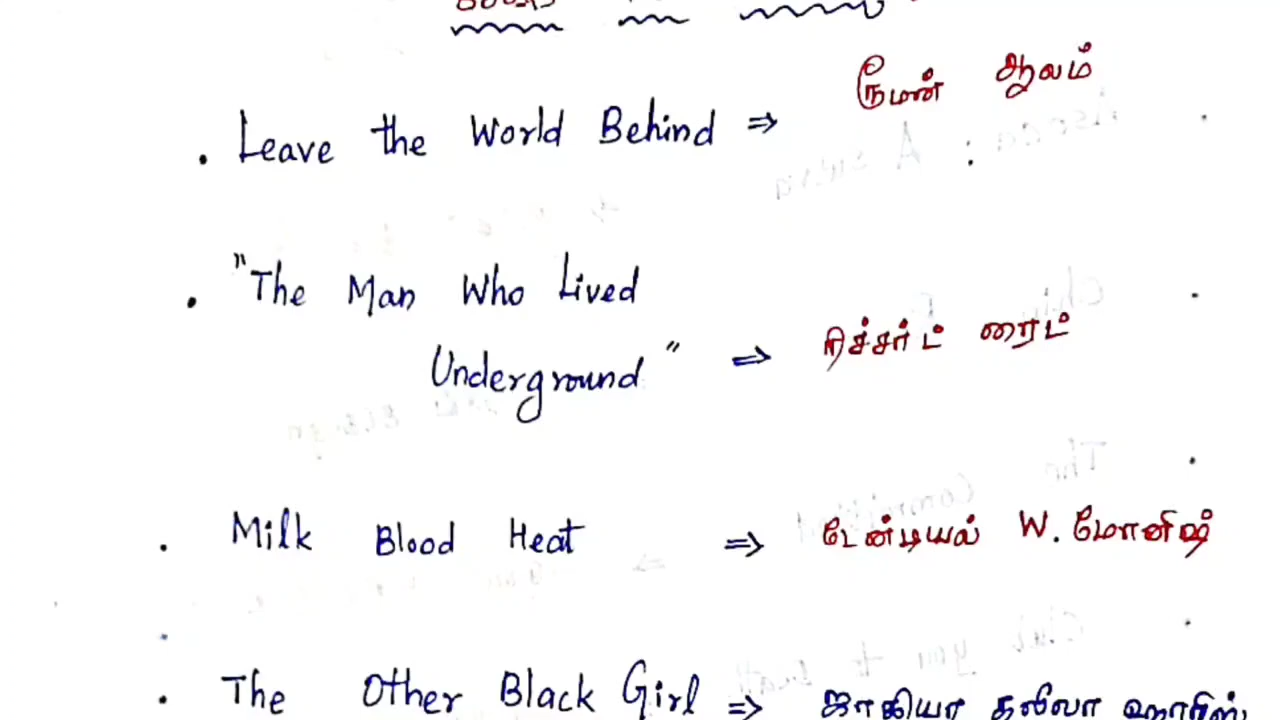 . Leave the World Behind ⇒ ரூமன் ஆலம்
. "The Man Who Lived
Underground" ⇒ ரிச்சர்ட் ரைட்
. Milk Blood Heat ⇒ டேன்டியல் W. மோனிஷ்
. The Other Black Girl ⇒ ஜாகியா தலிலா ஹாரிஸ்